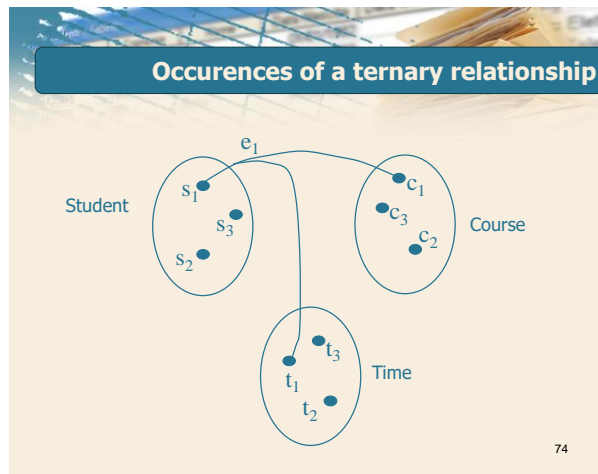 Occurences of a ternary relationship
e₁
s₁
c₁
Student
s₃
c₃
Course
s₂
c₂
t₃
t₁
Time
t₂
74